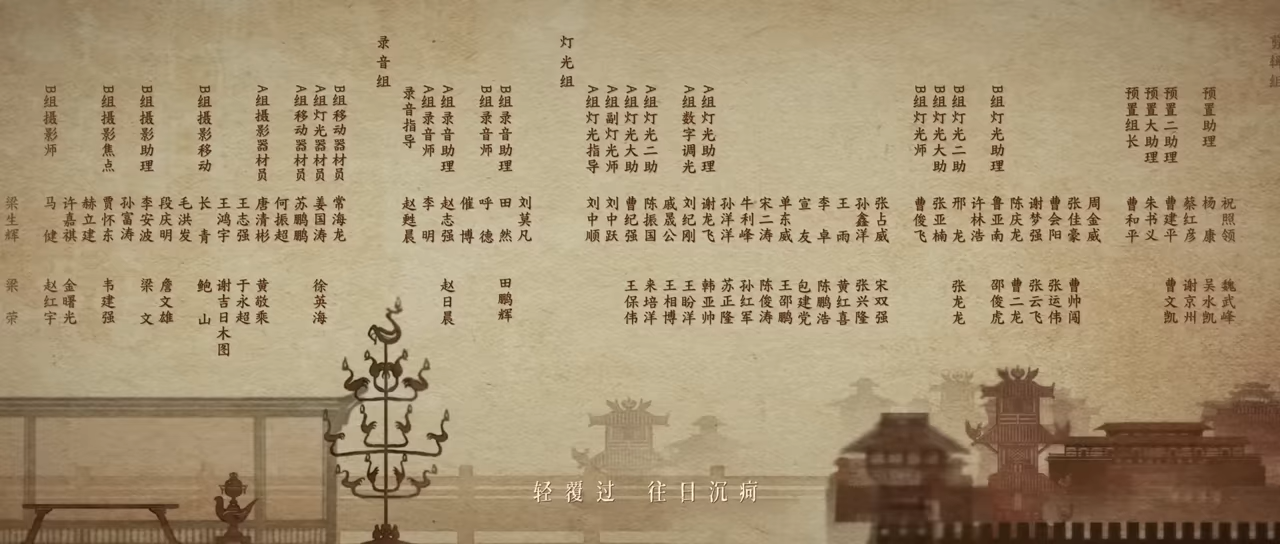 梁生辉 梁荣
B组摄影师 马健 赵红宇
许嘉祺 金曙光
赫立建
B组摄影焦点 贾怀东 韦建强
孙富涛
B组摄影助理 李安波 梁文
段庆明 詹文雄
毛洪发
B组摄影移动 长青 鲍山
王鸿宇 谢吉日木图
王志强 于永超
A组摄影器材员 唐清彬 黄敬乘
何振超
A组移动器材员 苏鹏鹏
A组灯光器材员 姜国涛 徐英海
B组移动器材员 常海龙
录音组
录音指导 赵甦晨
A组录音师 李明
A组录音助理 赵志强 赵日晨
催博
B组录音师 呼德
B组录音助理 田然 田鹏辉
刘莫凡
灯光组
A组灯光指导 刘中顺
A组副灯光师 刘中跃
A组灯光大助 曹纪强 王保伟
A组灯光二助 陈振国 来培洋
戚晟公 王相博
A组数字调光 刘纪刚 王盼洋
A组灯光助理 谢龙飞 韩亚帅
孙洋洋 苏正隆
牛利峰 孙红军
宋二涛 陈俊涛
单东威 王邵鹏
宣友 包建党
李卓 陈鹏浩
王雨 黄红喜
孙鑫洋 张兴隆
张占威 宋双强
B组灯光师 曹俊飞
B组灯光大助 张亚楠
B组灯光二助 邢龙 张龙龙
许林浩
B组灯光助理 鲁亚南 邵俊虎
陈庆龙 曹二龙
谢梦强 张云飞
曹会阳 张运伟
张佳豪 曹帅闯
周金威
预置组长 曹和平
预置大助理 朱书义
预置二助理 曹建平 曹文凯
蔡红彦 谢京州
预置助理 杨康 吴水凯
祝照领 魏武峰
轻覆过 往日沉疴